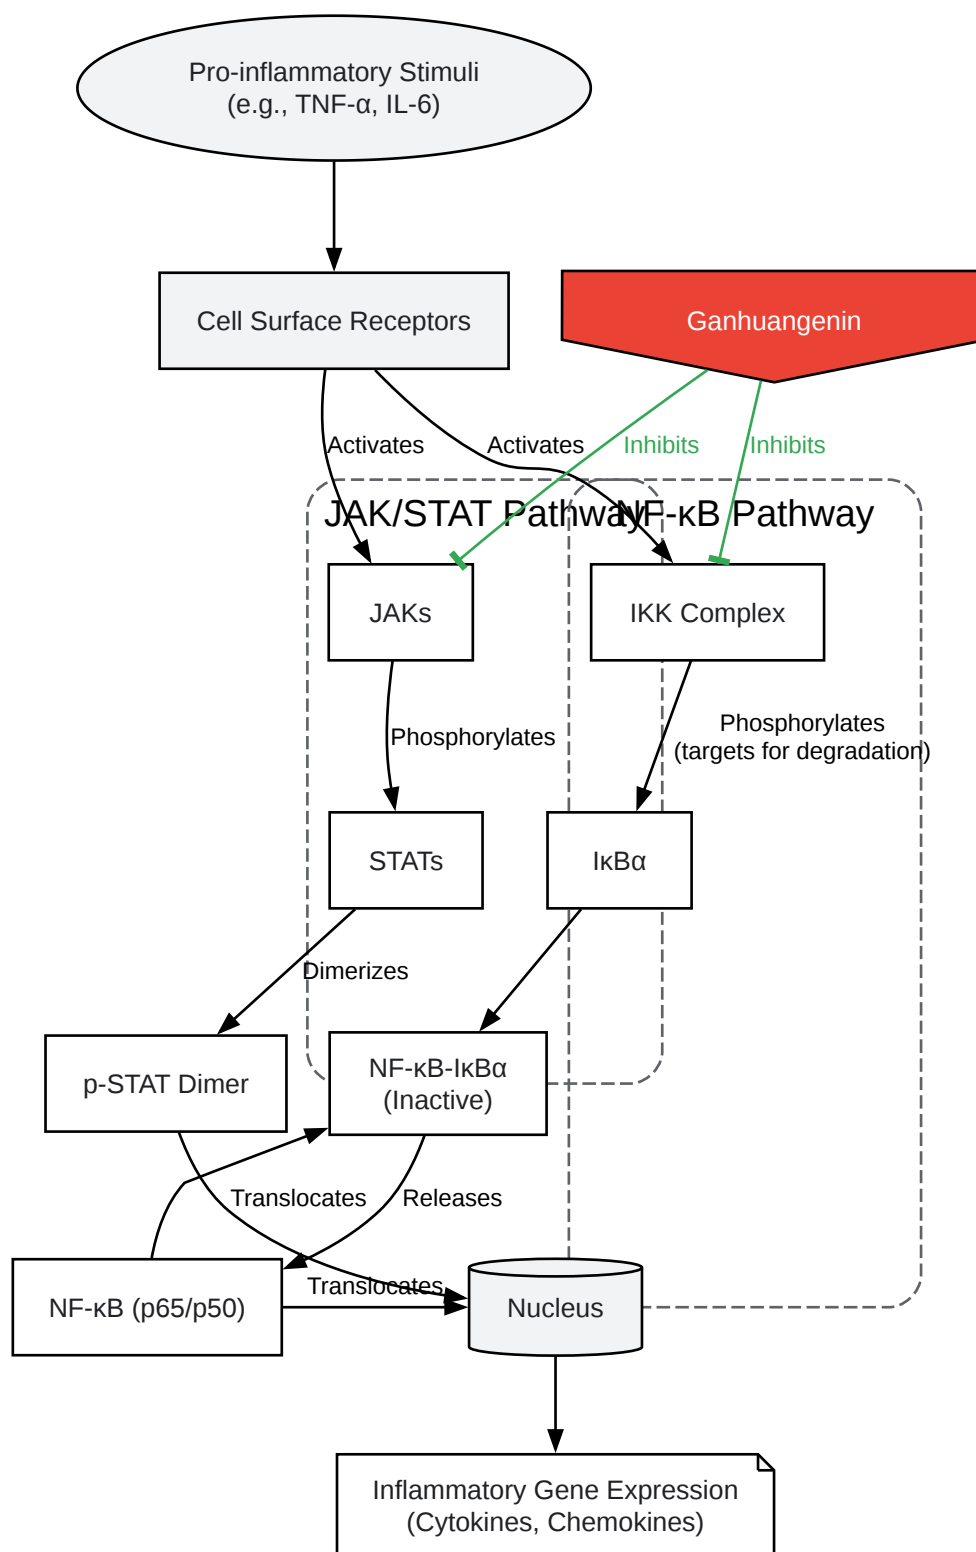 Pro-inflammatory Stimuli
(e.g., TNF-α, IL-6)
Cell Surface Receptors
Ganhuangenin
Activates
Activates
Inhibits
Inhibits
JAK/STAT Pathway
NF-κB Pathway
JAKs
IKK Complex
Phosphorylates
Phosphorylates
(targets for degradation)
STATs
IκBα
Dimerizes
p-STAT Dimer
NF-κB-IκBα
(Inactive)
Translocates
Releases
Translocates
NF-κB (p65/p50)
Nucleus
Inflammatory Gene Expression
(Cytokines, Chemokines)